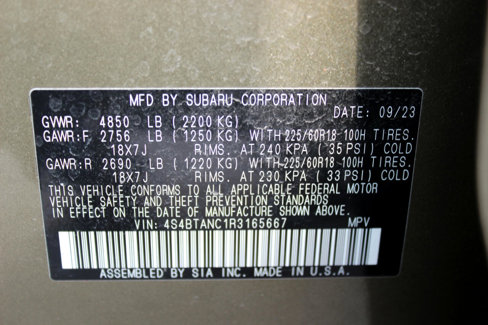 MFD BY SUBARU CORPORATION
GVWR: 4850 LB (2200 KG) DATE: 09/23
GAWR:F 2756 LB (1250 KG) WITH 225/60R18 100H TIRES.
18X7J RIMS. AT 240 KPA (35 PSI) COLD
GAWR:R 2690 LB (1220 KG) WITH 225/60R18 100H TIRES.
18X7J RIMS. AT 230 KPA (33 PSI) COLD
THIS VEHICLE CONFORMS TO ALL APPLICABLE FEDERAL MOTOR
VEHICLE SAFETY AND THEFT PREVENTION STANDARDS
IN EFFECT ON THE DATE OF MANUFACTURE SHOWN ABOVE.
VIN: 4S4BTANC1R3165667 MPV
ASSEMBLED BY SIA INC. MADE IN U.S.A.